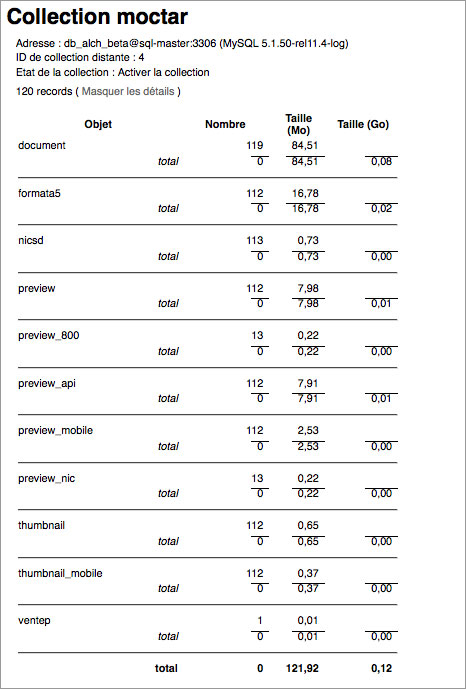 Collection moctar
Adresse : db_alch_beta@sql-master:3306 (MySQL 5.1.50-rel11.4-log)
ID de collection distante : 4
Etat de la collection : Activer la collection
120 records ( Masquer les détails )
Objet Nombre Taille (Mo) Taille (Go)
document 119 84,51
total 0 84,51 0,08
formata5 112 16,78
total 0 16,78 0,02
nicsd 113 0,73
total 0 0,73 0,00
preview 112 7,98
total 0 7,98 0,01
preview_800 13 0,22
total 0 0,22 0,00
preview_api 112 7,91
total 0 7,91 0,01
preview_mobile 112 2,53
total 0 2,53 0,00
preview_nic 13 0,22
total 0 0,22 0,00
thumbnail 112 0,65
total 0 0,65 0,00
thumbnail_mobile 112 0,37
total 0 0,37 0,00
ventep 1 0,01
total 0 0,01 0,00
total 0 121,92 0,12